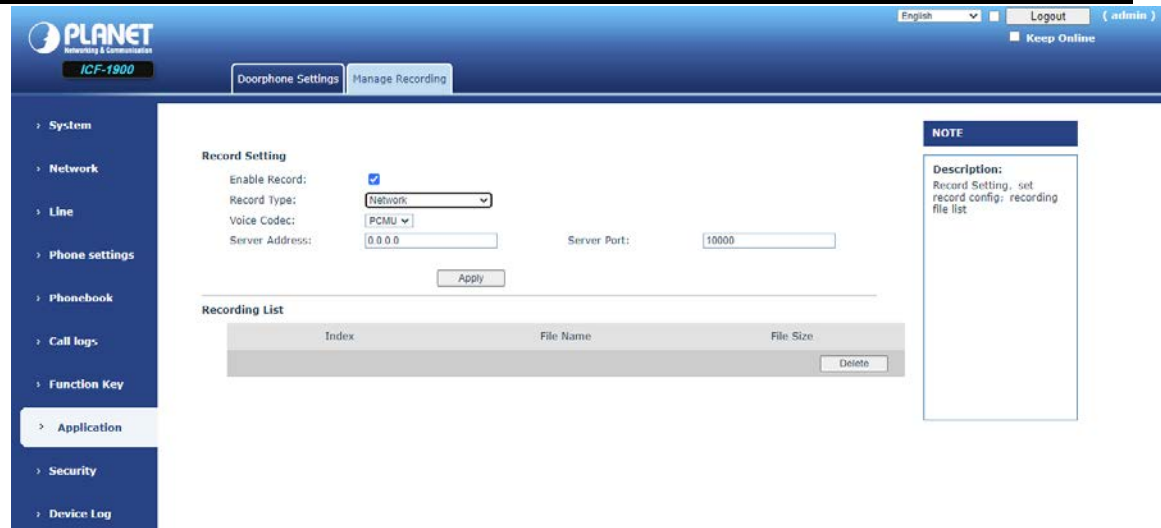 English Logout ( admin )
Keep Online
PLANET
Networking & Communication
ICF-1900
Doorphone Settings Manage Recording
› System
› Network
› Line
› Phone settings
› Phonebook
› Call logs
› Function Key
› Application
› Security
› Device Log
Record Setting
Enable Record:
Record Type: Network
Voice Codec: PCMU
Server Address: 0.0.0.0 Server Port: 10000
Apply
Recording List
Index File Name File Size
Delete
NOTE
Description:
Record Setting, set
record config; recording
file list